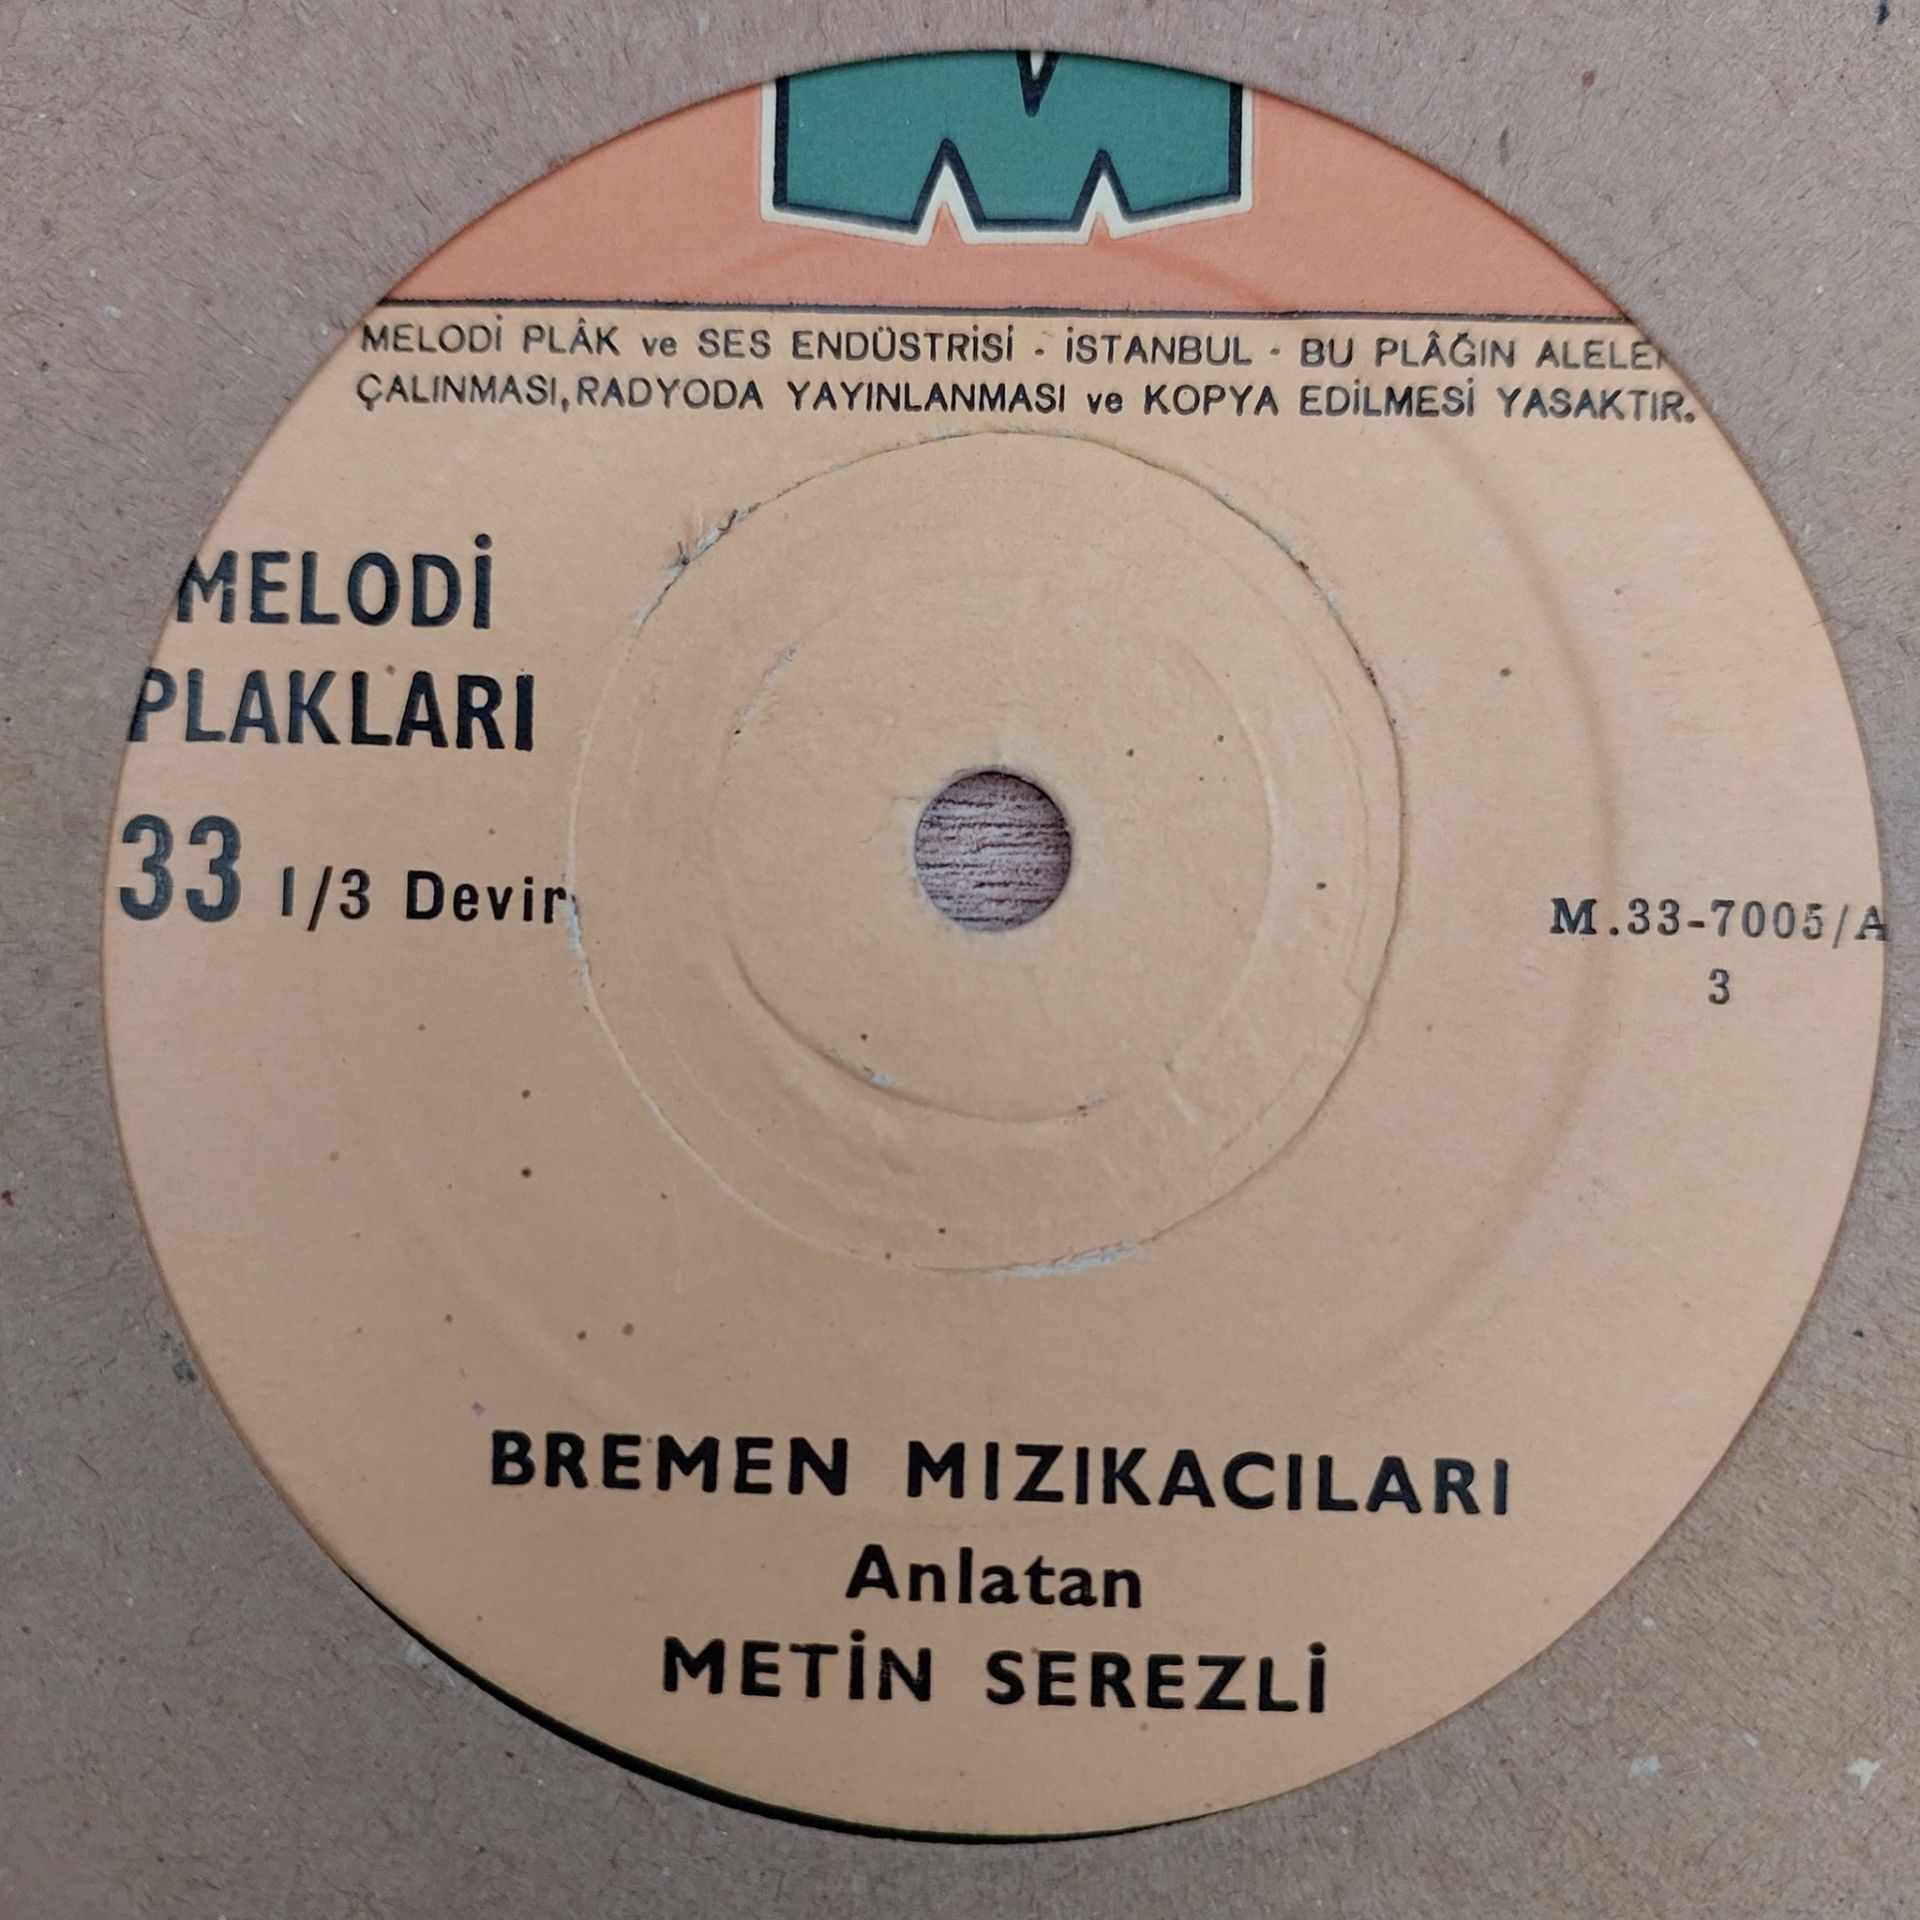 M
MELODİ PLÂK ve SES ENDÜSTRİSİ - İSTANBUL - BU PLÂĞIN
ÇALINMASI, RADYODA YAYINLANMASI ve KOPYA EDİLMESİ YASAKTIR.
MELODİ
PLAKLARI
33 1/3 Devir
M.33-7005/A
3
BREMEN MIZIKACILARI
Anlatan
METİN SEREZLİ